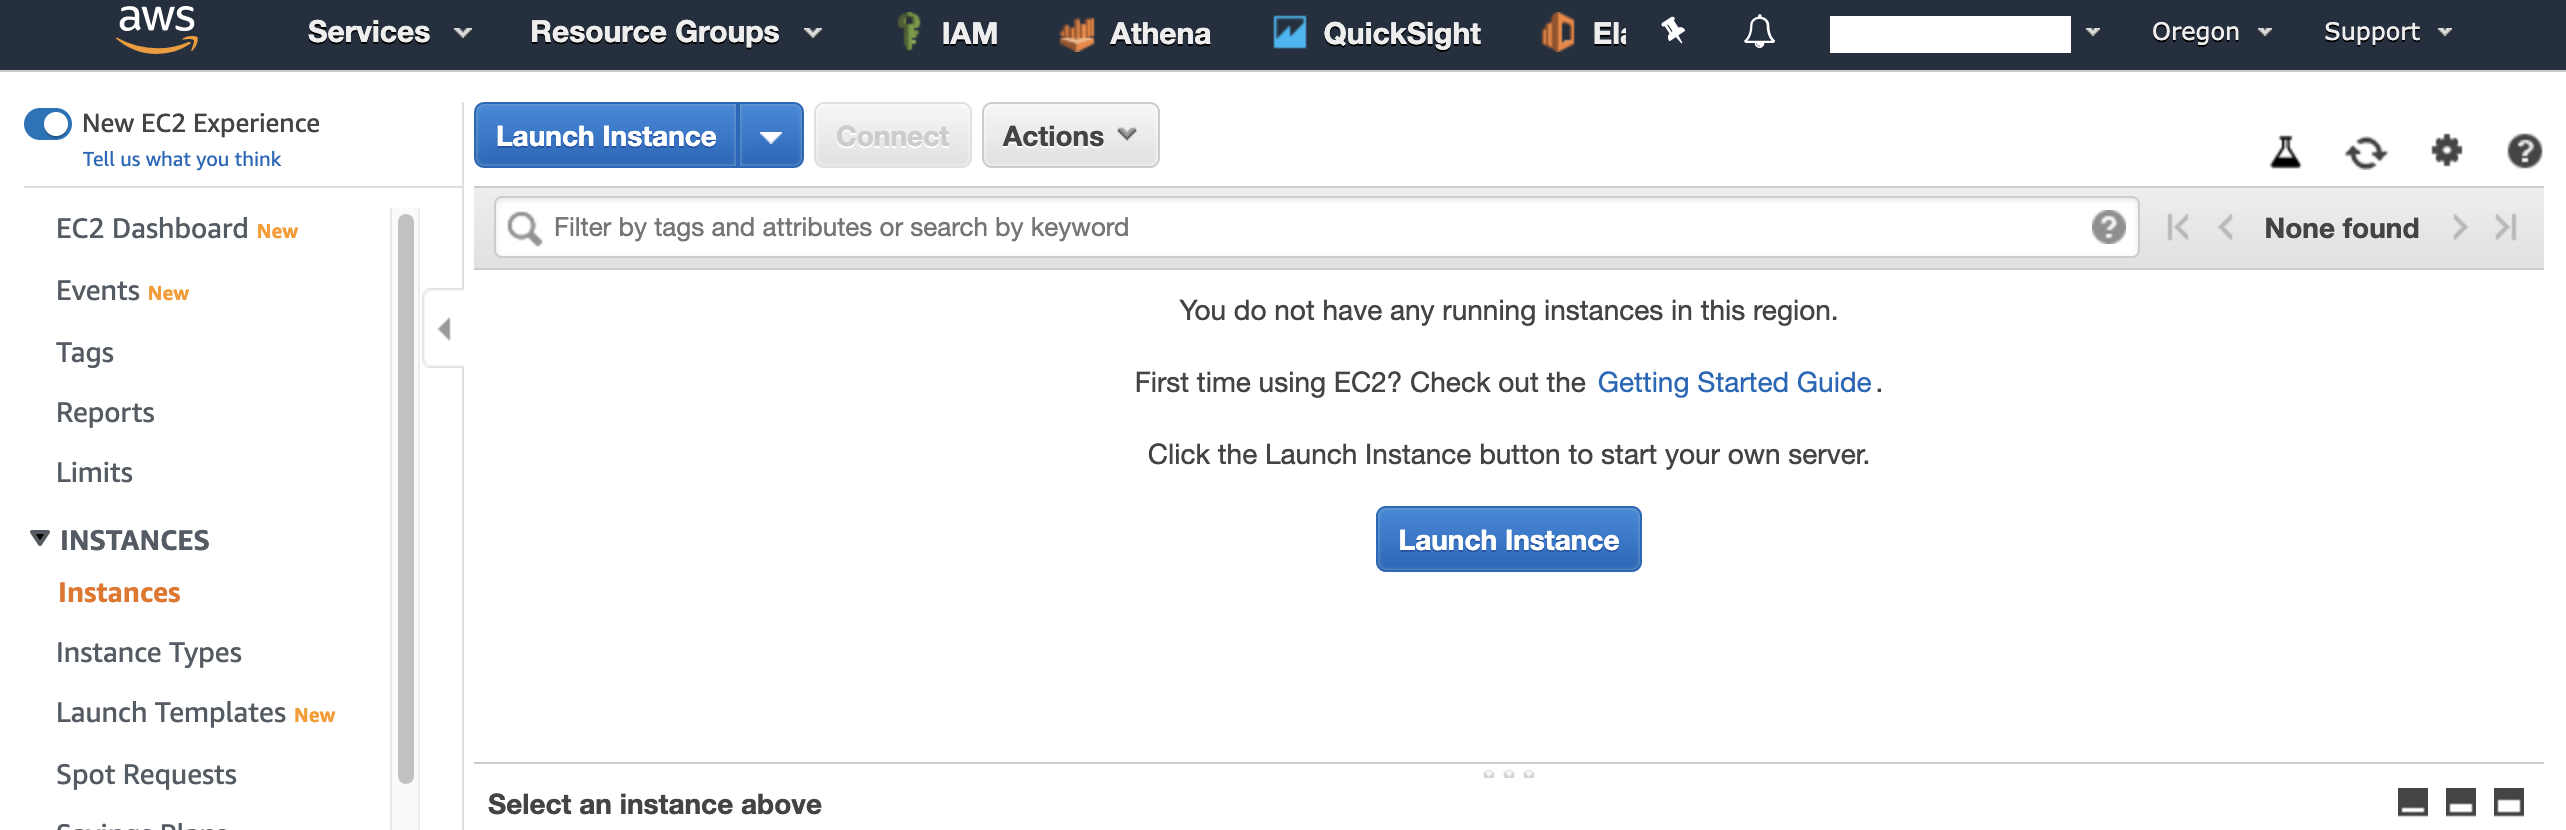 aws Services Resource Groups IAM Athena QuickSight Oregon Support
New EC2 Experience
Tell us what you think
EC2 Dashboard New
Events New
Tags
Reports
Limits
INSTANCES
Instances
Instance Types
Launch Templates New
Spot Requests
Launch Instance Connect Actions
Filter by tags and attributes or search by keyword
None found
You do not have any running instances in this region.
First time using EC2? Check out the Getting Started Guide.
Click the Launch Instance button to start your own server.
Launch Instance
Select an instance above